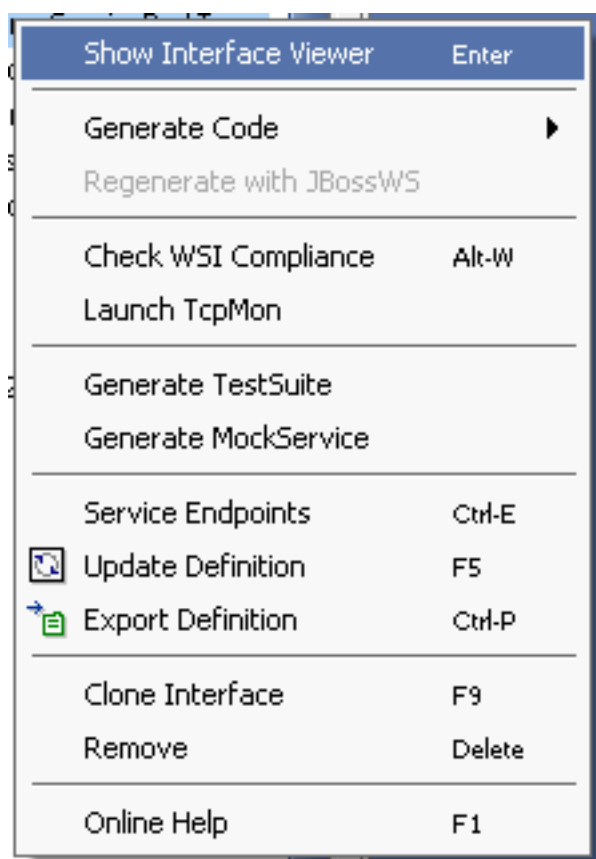 Show Interface Viewer Enter
Generate Code
Regenerate with JBossWS
Check WSI Compliance Alt-W
Launch TcpMon
Generate TestSuite
Generate MockService
Service Endpoints Ctrl-E
Update Definition F5
Export Definition Ctrl-P
Clone Interface F9
Remove Delete
Online Help F1